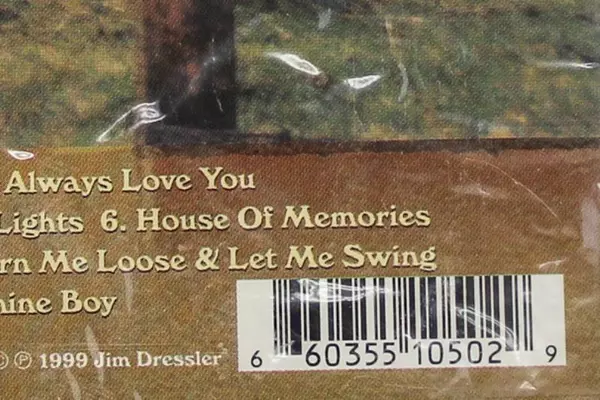 Always Love You
Lights 6. House Of Memories
rn Me Loose & Let Me Swing
hine Boy
© ℗ 1999 Jim Dressler
6 60355 10502 9